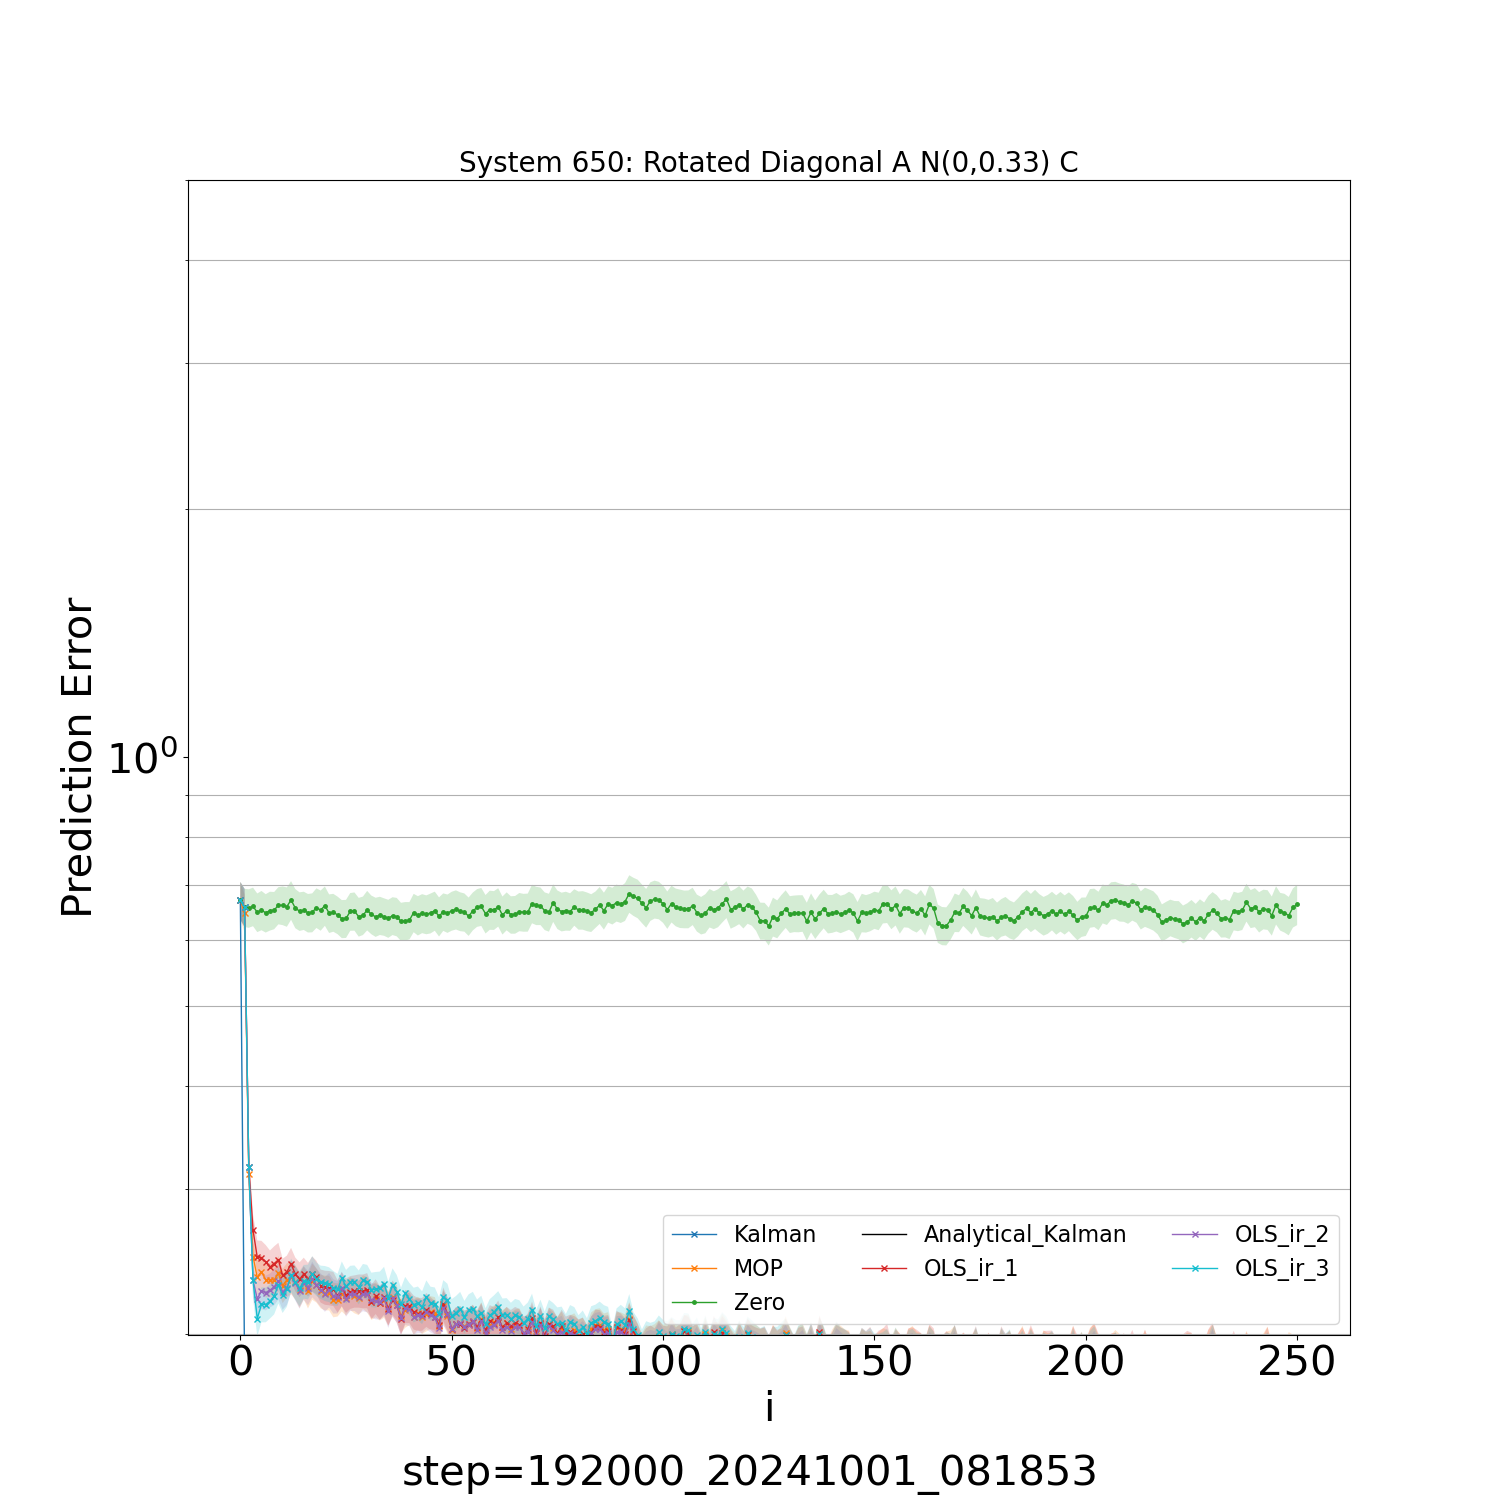 System 650: Rotated Diagonal A N(0,0.33) C
Prediction Error
10⁰
Kalman
MOP
Zero
Analytical_Kalman
OLS_ir_1
OLS_ir_2
OLS_ir_3
0 50 100 150 200 250
i
step=192000_20241001_081853